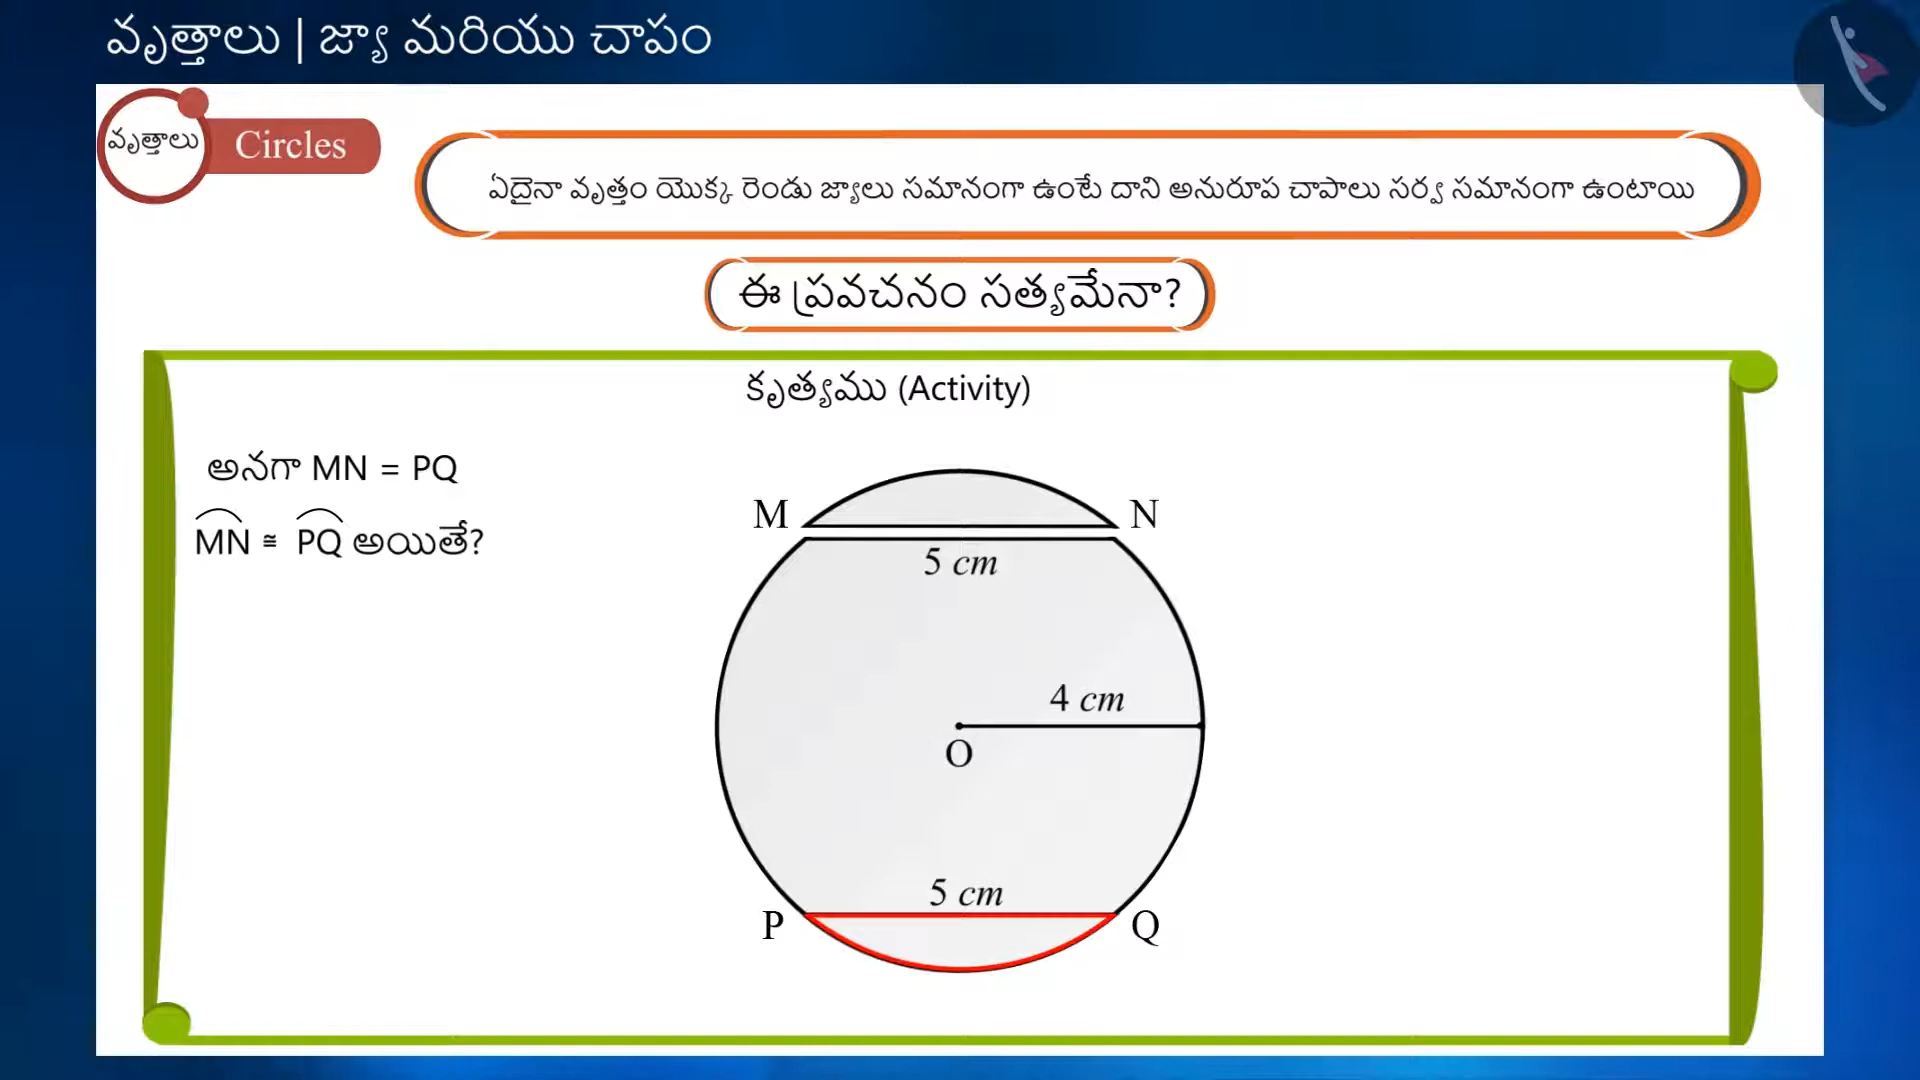 వృత్తాలు | జ్యా మరియు చాపం
వృత్తాలు
Circles
ఏదైనా వృత్తం యొక్క రెండు జ్యాలు సమానంగా ఉంటే దాని అనురూప చాపాలు సర్వ సమానంగా ఉంటాయి
ఈ ప్రవచనం సత్యమేనా?
కృత్యము (Activity)
అనగా MN = PQ
MN ≅ PQ అయితే?
M
N
5 cm
4 cm
O
5 cm
P
Q